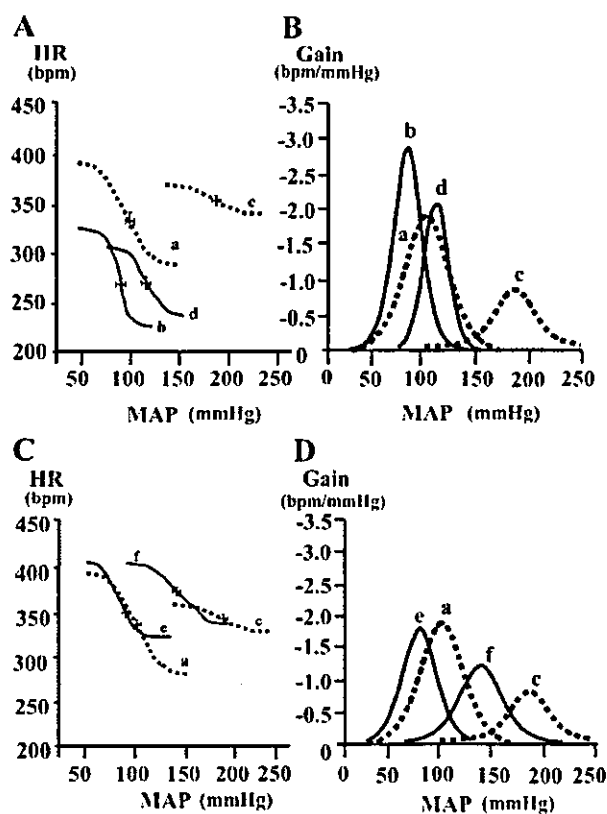 A
HR
(bpm)
450
400
350
300
250
200
50 100 150 200 250
MAP (mmHg)
a
b
c
d
B
Gain
(bpm/mmHg)
-3.5
-3.0
-2.5
-2.0
-1.5
-1.0
-0.5
0
0 50 100 150 200 250
MAP (mmHg)
b
d
a
c
C
HR
(bpm)
450
400
350
300
250
200
50 100 150 200 250
MAP (mmHg)
f
e
c
a
D
Gain
(bpm/mmHg)
-3.5
-3.0
-2.5
-2.0
-1.5
-1.0
-0.5
0
0 50 100 150 200 250
MAP (mmHg)
e
a
f
c